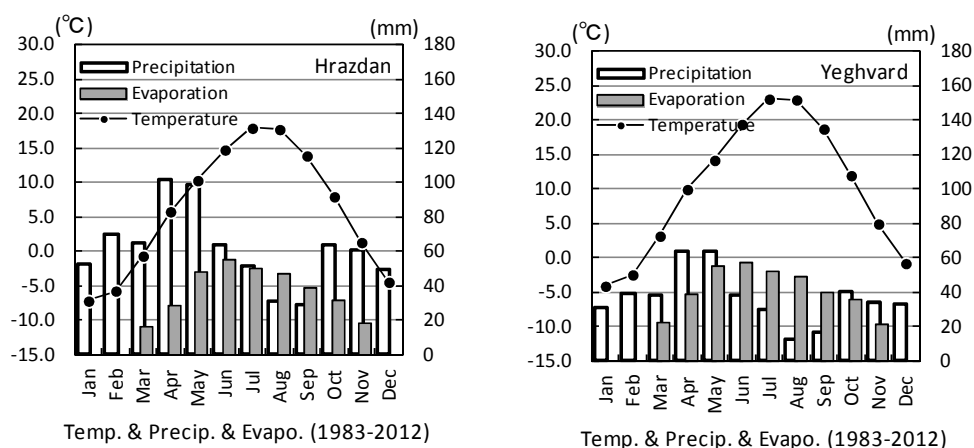 (°C)
(mm)
30.0
25.0
20.0
15.0
10.0
5.0
0.0
-5.0
-10.0
-15.0
180
160
140
120
100
80
60
40
20
0
Precipitation
Hrazdan
Evaporation
Temperature
Jan
Feb
Mar
Apr
May
Jun
Jul
Aug
Sep
Oct
Nov
Dec
Temp. & Precip. & Evapo. (1983-2012)
(°C)
(mm)
30.0
25.0
20.0
15.0
10.0
5.0
0.0
-5.0
-10.0
-15.0
180
160
140
120
100
80
60
40
20
0
Precipitation
Yeghvard
Evaporation
Temperature
Jan
Feb
Mar
Apr
May
Jun
Jul
Aug
Sep
Oct
Nov
Dec
Temp. & Precip. & Evapo. (1983-2012)